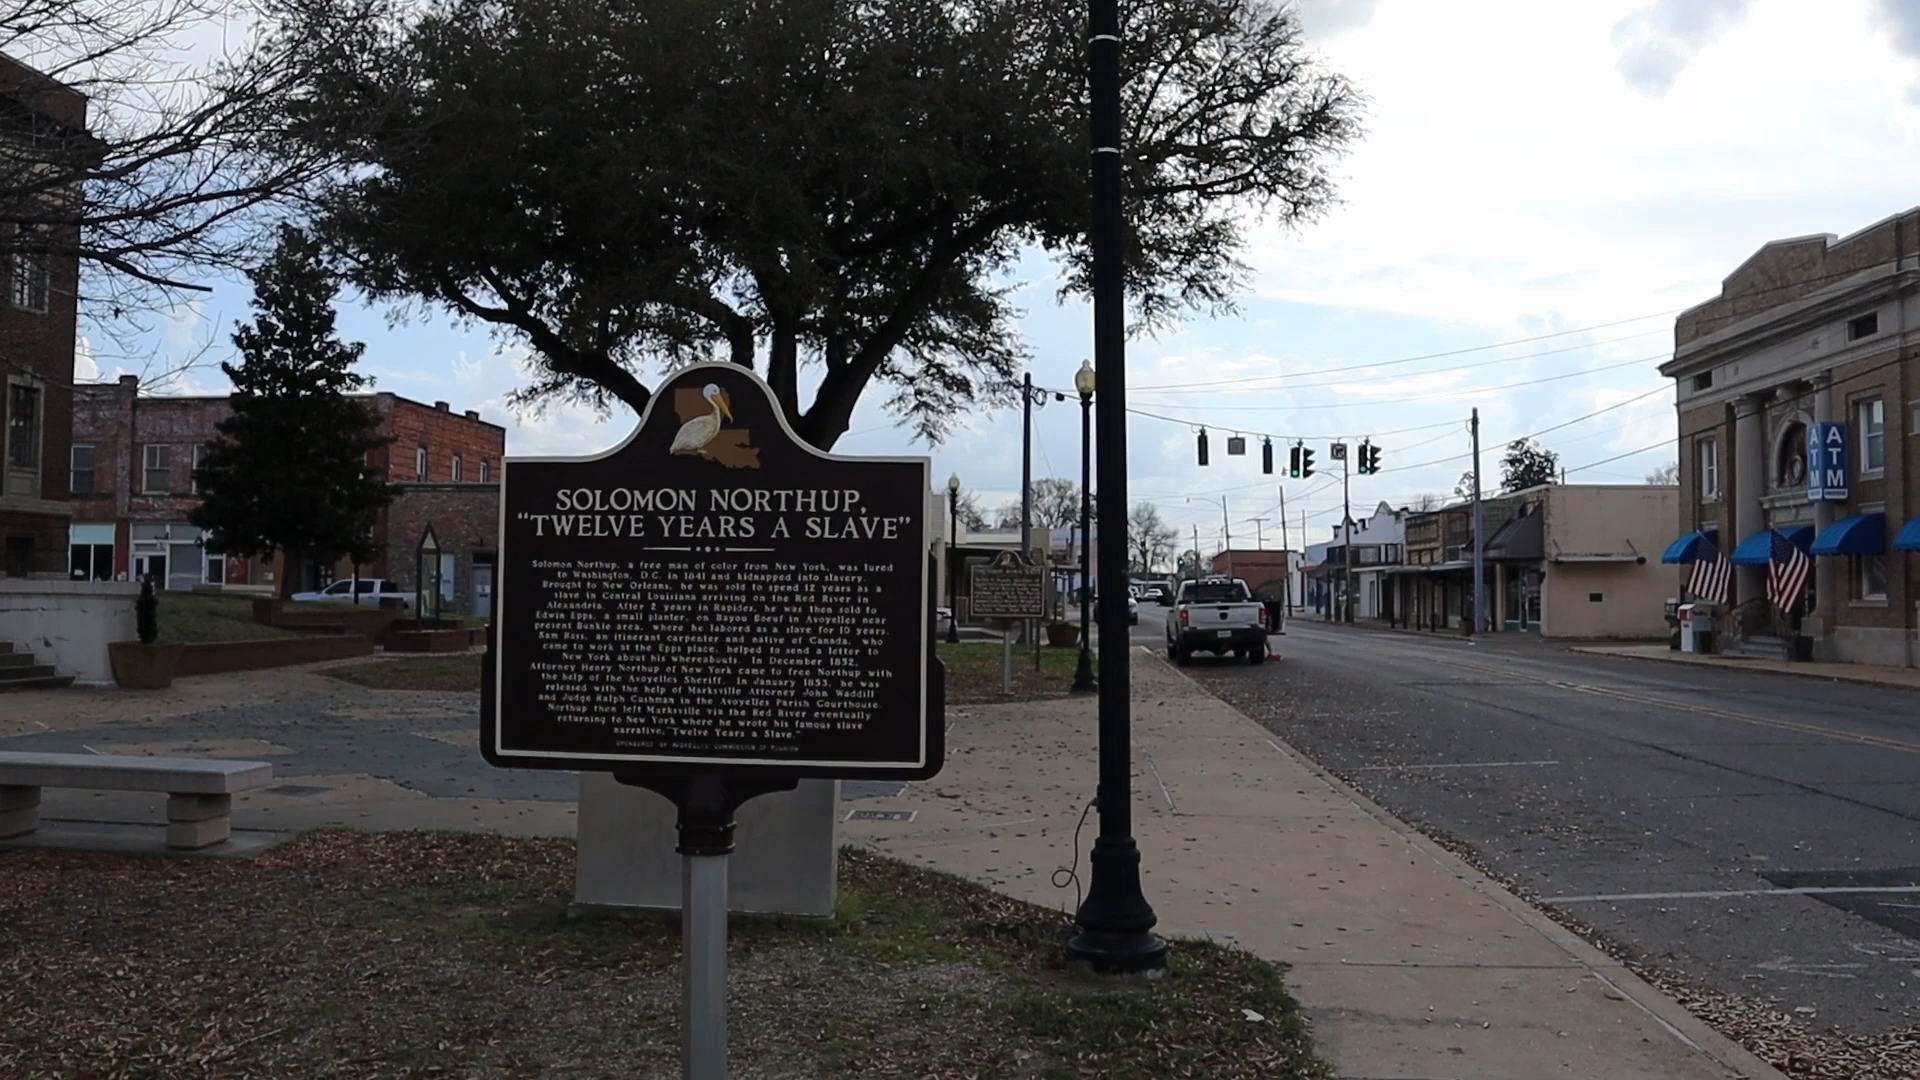 SOLOMON NORTHUP,
"TWELVE YEARS A SLAVE"
Solomon Northup, a free man of color from New York, was lured
to Washington, D.C. in 1841 and kidnapped into slavery.
Brought to New Orleans, he was sold to spend 12 years as a
slave in Central Louisiana arriving on the Red River in
Alexandria. After 2 years in Rapides, he was then sold to
Edwin Epps, a small planter, on Bayou Boeuf in Avoyelles near
present Bunkie area, where he labored as a slave for 10 years.
Sam Bass, an itinerant carpenter and native of Canada who
came to work at the Epps place, helped to send a letter to
New York about his whereabouts. In December 1852,
Attorney Henry Northup of New York came to free Northup with
the help of the Avoyelles Sheriff. In January 1853, he was
released with the help of Marksville Attorney John Waddill
and Judge Ralph Cushman in the Avoyelles Parish Courthouse.
Northup then left Marksville via the Red River eventually
returning to New York where he wrote his famous slave
narrative, "Twelve Years a Slave."
SPONSORED BY AVOYELLES COMMISSION OF TOURISM
ATM
ATM